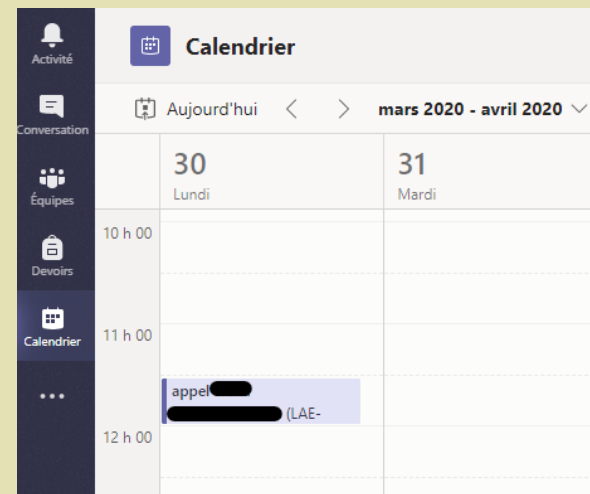 Activité
Conversation
Équipes
Devoirs
Calendrier
Calendrier
Aujourd'hui
mars 2020 - avril 2020
30
Lundi
31
Mardi
10 h 00
11 h 00
appel
(LAE-
12 h 00